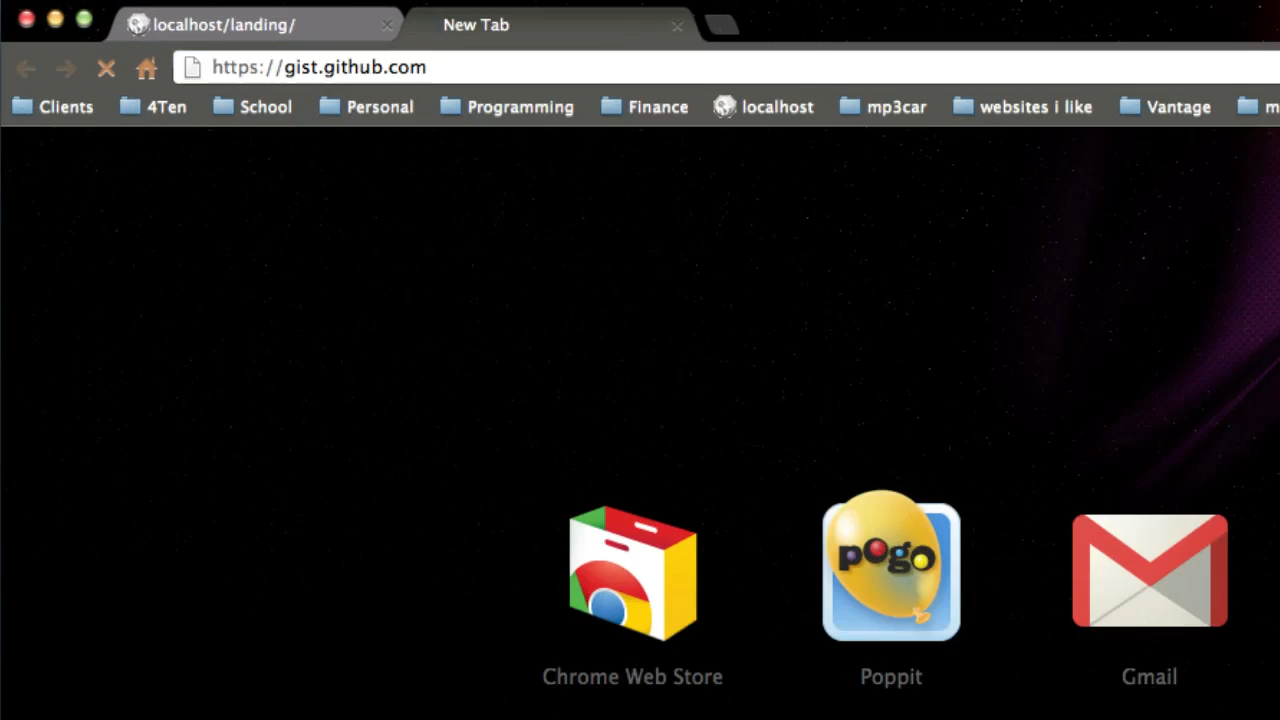 localhost/landing/ New Tab
https://gist.github.com
Clients 4Ten School Personal Programming Finance localhost mp3car websites i like Vantage m
pogo
Chrome Web Store Poppit Gmail